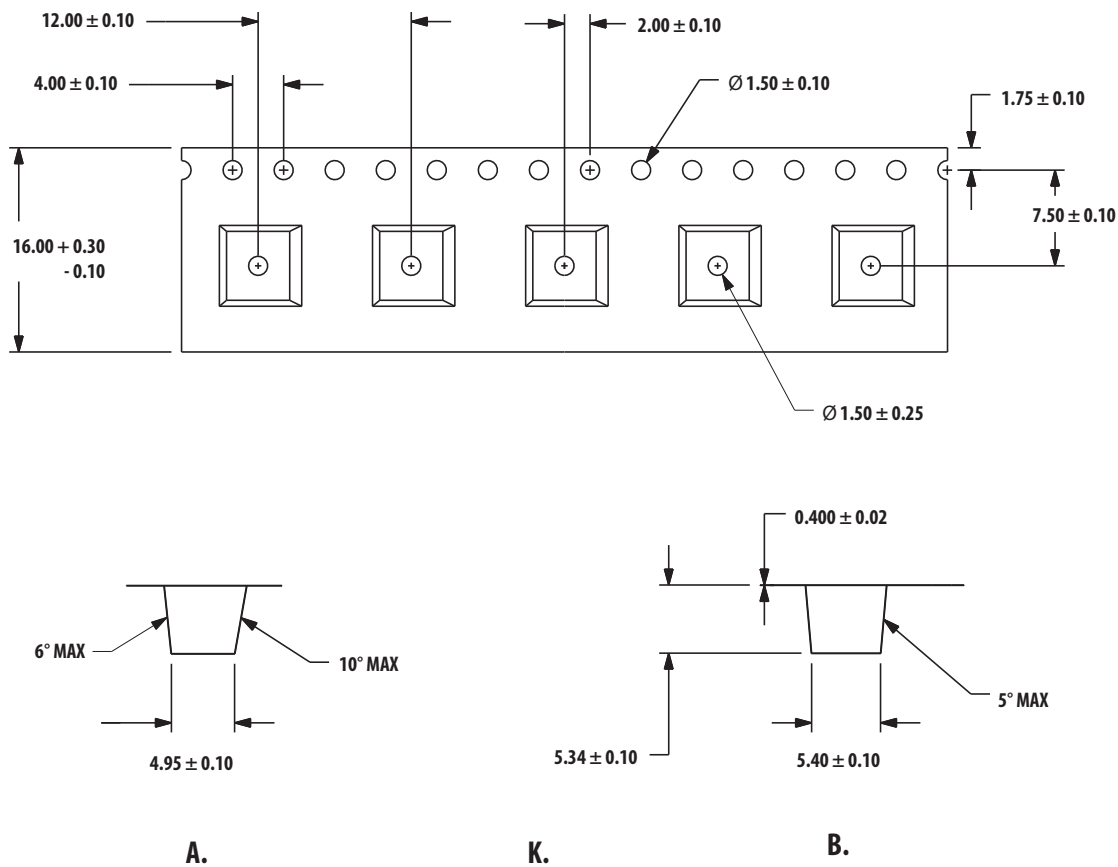 12.00 ± 0.10
2.00 ± 0.10
4.00 ± 0.10
Ø 1.50 ± 0.10
1.75 ± 0.10
7.50 ± 0.10
16.00 + 0.30
- 0.10
Ø 1.50 ± 0.25
0.400 ± 0.02
6° MAX
10° MAX
5° MAX
4.95 ± 0.10
5.34 ± 0.10
5.40 ± 0.10
A.
K.
B.